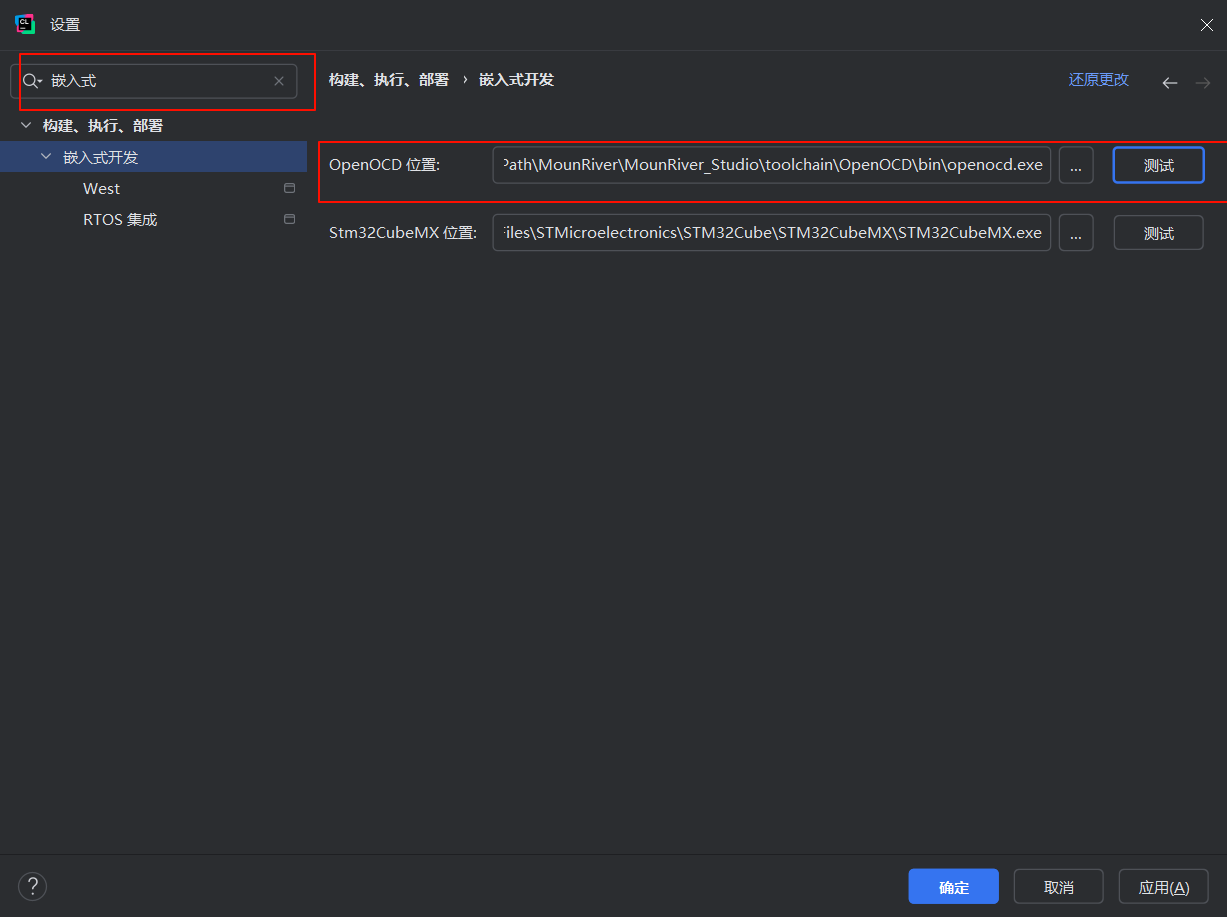 CL 设置
嵌入式
构建、执行、部署 › 嵌入式开发
还原更改
构建、执行、部署
嵌入式开发
West
RTOS 集成
OpenOCD 位置:
Path\MounRiver\MounRiver_Studio\toolchain\OpenOCD\bin\openocd.exe
...
测试
Stm32CubeMX 位置:
Files\STMicroelectronics\STM32Cube\STM32CubeMX\STM32CubeMX.exe
...
测试
?
确定
取消
应用(A)